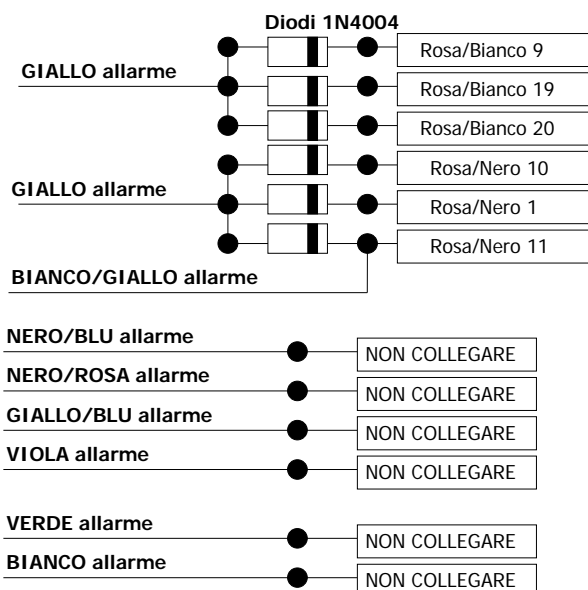 Diodi 1N4004
Rosa/Bianco 9
GIALLO allarme
Rosa/Bianco 19
Rosa/Bianco 20
Rosa/Nero 10
GIALLO allarme
Rosa/Nero 1
Rosa/Nero 11
BIANCO/GIALLO allarme
NERO/BLU allarme
NON COLLEGARE
NERO/ROSA allarme
NON COLLEGARE
GIALLO/BLU allarme
NON COLLEGARE
VIOLA allarme
NON COLLEGARE
VERDE allarme
NON COLLEGARE
BIANCO allarme
NON COLLEGARE